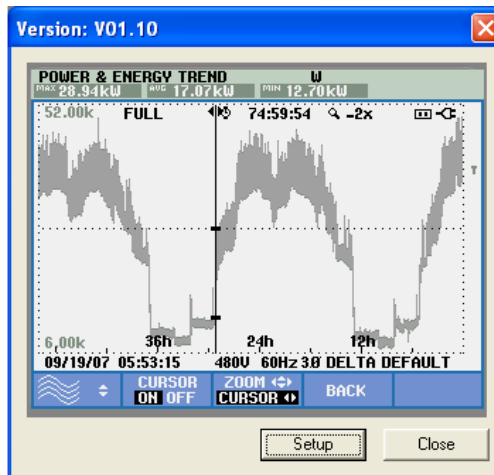 Version: V01.10
POWER & ENERGY TREND W
MAX 28.94kW AVG 17.07kW MIN 12.70kW
52.00k FULL 74:59:54 -2x
T
6,00k 36h 24h 12h
09/19/07 05:53:15 480V 60Hz 3Ø DELTA DEFAULT
CURSOR ZOOM
ON OFF CURSOR BACK
Setup Close